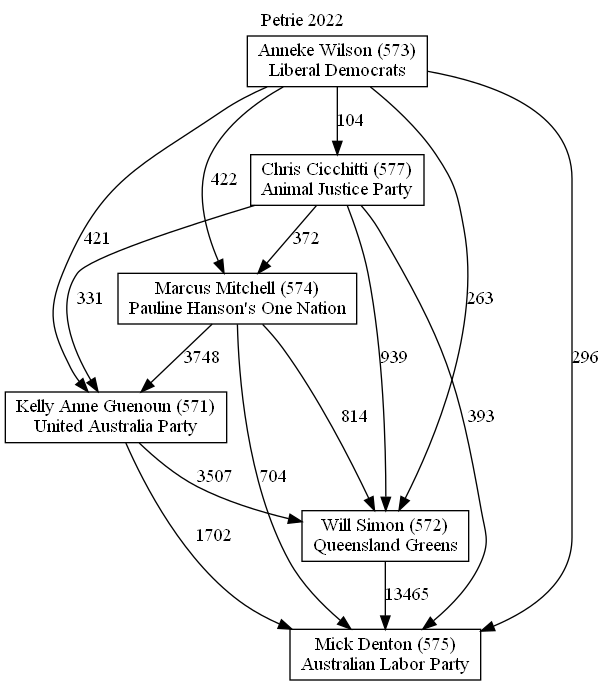 Petrie 2022
Anneke Wilson (573)
Liberal Democrats
104
Chris Cicchitti (577)
Animal Justice Party
422
421
372
331
263
Marcus Mitchell (574)
Pauline Hanson's One Nation
3748
939
296
Kelly Anne Guenoun (571)
United Australia Party
814
393
3507
704
1702
Will Simon (572)
Queensland Greens
13465
Mick Denton (575)
Australian Labor Party